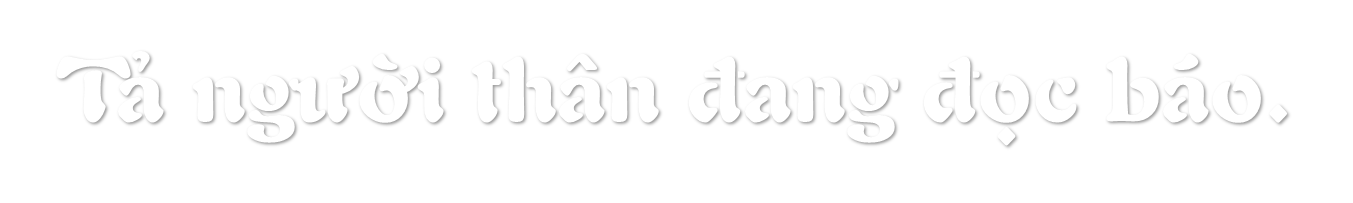 Tả người thân đang đọc báo.